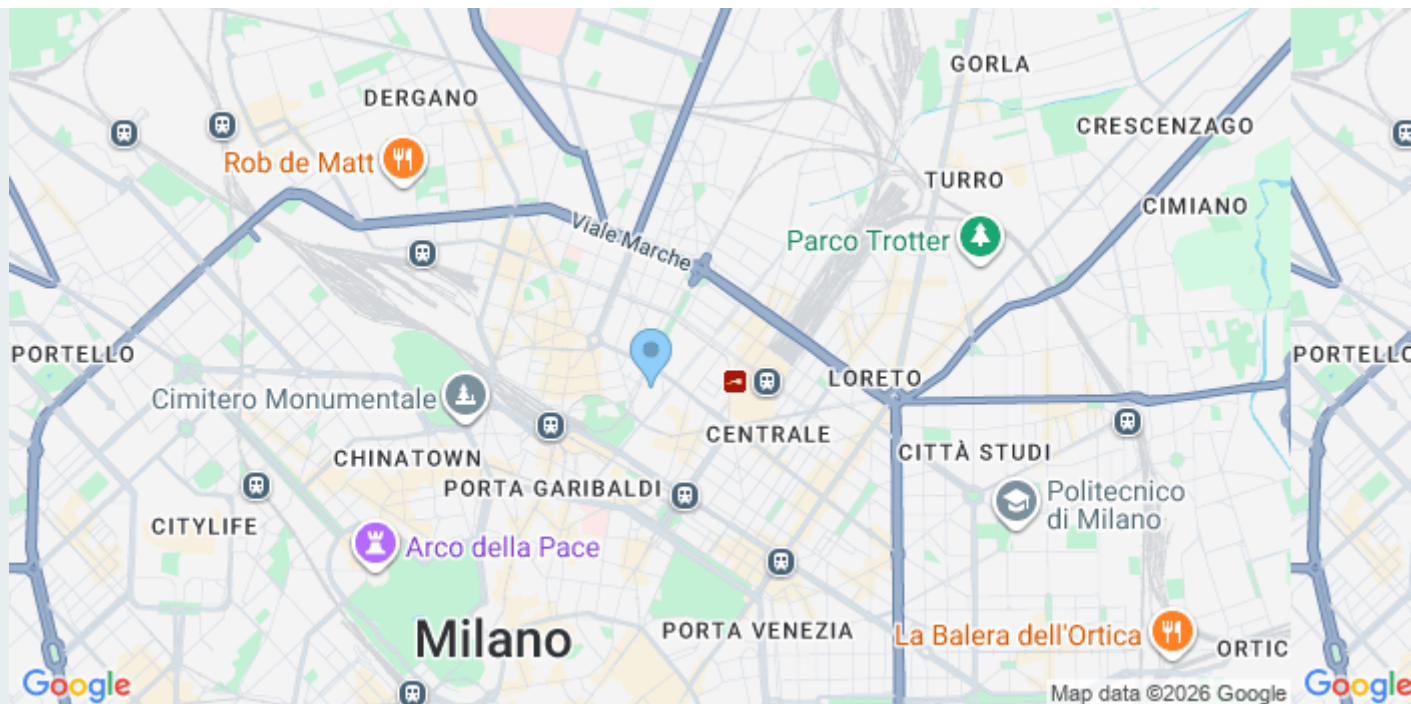 GORLA
DERGANO
CRESCENZAGO
Rob de Matt
TURRO
CIMIANO
Viale Marche
Parco Trotter
PORTELLO
PORTELLO
LORETO
Cimitero Monumentale
CENTRALE
CITTÀ STUDI
CHINATOWN
PORTA GARIBALDI
Politecnico
di Milano
CITYLIFE
Arco della Pace
Milano
PORTA VENEZIA
La Balera dell'Ortica
ORTIC
Google
Map data ©2026 Google
Google